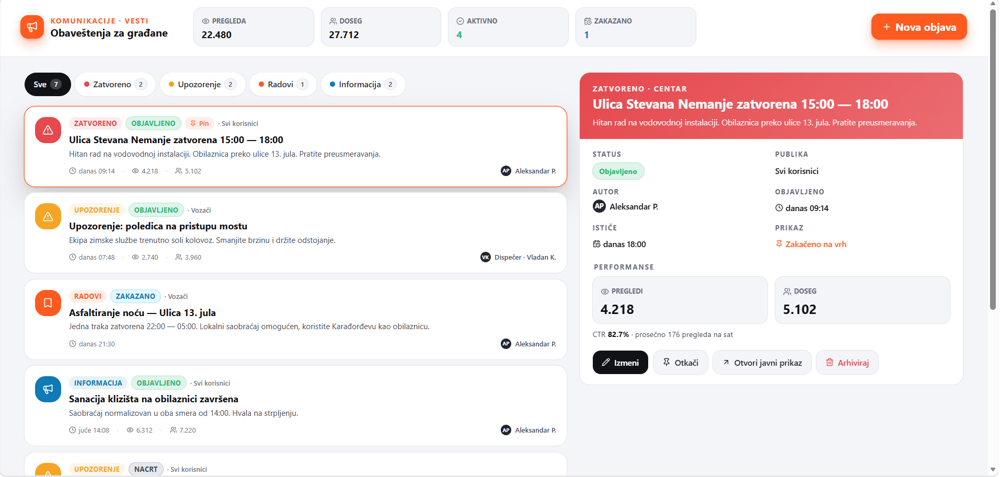 KOMUNIKACIJE · VESTI
Obaveštenja za građane
PREGLEDA
22.480
DOSEG
27.712
AKTIVNO
4
ZAKAZANO
1
+ Nova objava
Sve 7
Zatvoreno 2
Upozorenje 2
Radovi 1
Informacija 2
ZATVORENO OBJAVLJENO Pin · Svi korisnici
Ulica Stevana Nemanje zatvorena 15:00 — 18:00
Hitan rad na vodovodnoj instalaciji. Obilaznica preko ulice 13. jula. Pratite preusmeravanja.
danas 09:14 · 4.218 · 5.102
AP Aleksandar P.
UPOZORENJE OBJAVLJENO · Vozači
Upozorenje: poledica na pristupu mostu
Ekipa zimske službe trenutno soli kolovoz. Smanjite brzinu i držite odstojanje.
danas 07:48 · 2.740 · 3.960
VK Dispečer · Vladan K.
RADOVI ZAKAZANO · Vozači
Asfaltiranje noću — Ulica 13. jula
Jedna traka zatvorena 22:00 — 05:00. Lokalni saobraćaj omogućen, koristite Karađorđevu kao obilaznicu.
danas 21:30
AP Aleksandar P.
INFORMACIJA OBJAVLJENO · Svi korisnici
Sanacija klizišta na obilaznici završena
Saobraćaj normalizovan u oba smera od 14:00. Hvala na strpljenju.
juče 14:08 · 6.312 · 7.220
AP Aleksandar P.
UPOZORENJE NACRT · Svi korisnici
ZATVORENO · CENTAR
Ulica Stevana Nemanje zatvorena 15:00 — 18:00
Hitan rad na vodovodnoj instalaciji. Obilaznica preko ulice 13. jula. Pratite preusmeravanja.
STATUS
Objavljeno
PUBLIKA
Svi korisnici
AUTOR
AP Aleksandar P.
OBJAVLJENO
danas 09:14
ISTIČE
danas 18:00
PRIKAZ
Zakačeno na vrh
PERFORMANSE
PREGLEDI
4.218
DOSEG
5.102
CTR 82.7% · prosečno 176 pregleda na sat
Izmeni
Otkači
Otvori javni prikaz
Arhiviraj